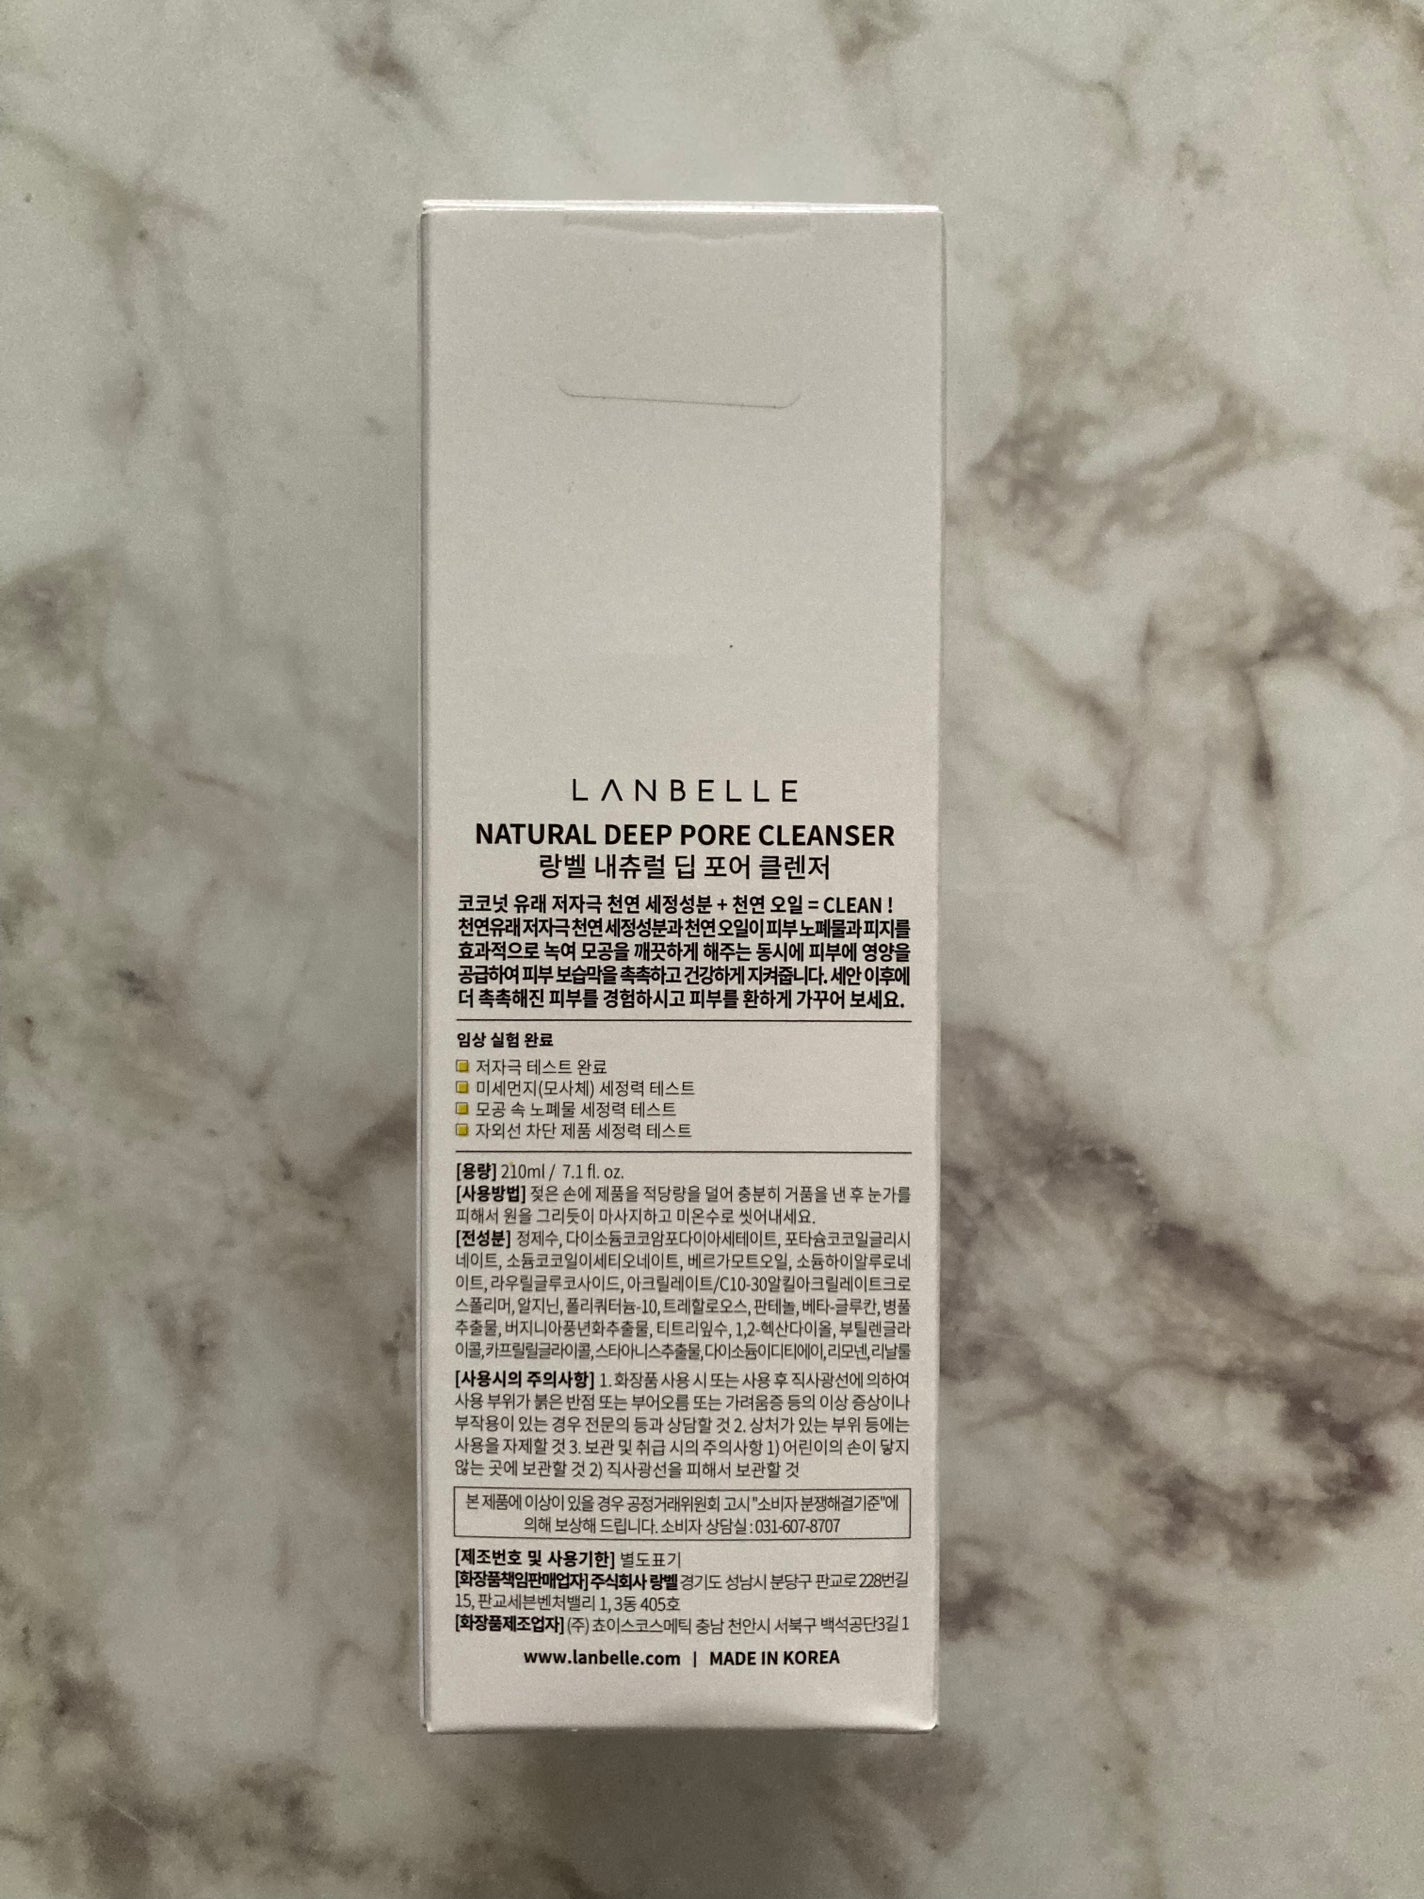 LANBELLE
NATURAL DEEP PORE CLEANSER
랑벨 내츄럴 딥 포어 클렌저
코코넛 유래 저자극 천연 세정성분 + 천연 오일 = CLEAN !
천연유래 저자극 천연 세정성분과 천연 오일이 피부 노폐물과 피지를
효과적으로 녹여 모공을 깨끗하게 해주는 동시에 피부에 영양을
공급하여 피부 보습막을 촉촉하고 건강하게 지켜줍니다. 세안 이후에
더 촉촉해진 피부를 경험하시고 피부를 환하게 가꾸어 보세요.
임상 실험 완료
저자극 테스트 완료
미세먼지(모사체) 세정력 테스트
모공 속 노폐물 세정력 테스트
자외선 차단 제품 세정력 테스트
[용량] 210ml / 7.1 fl. oz.
[사용방법] 젖은 손에 제품을 적당량을 덜어 충분히 거품을 낸 후 눈가를
피해서 원을 그리듯이 마사지하고 미온수로 씻어내세요.
[전성분] 정제수, 다이소듐코코암포다이아세테이트, 포타슘코코일글리시
네이트, 소듐코코일이세티오네이트, 베르가모트오일, 소듐하이알루로네
이트, 라우릴글루코사이드, 아크릴레이트/C10-30알킬아크릴레이트크로
스폴리머, 알지닌, 폴리쿼터늄-10, 트레할로오스, 판테놀, 베타-글루칸, 병풀
추출물, 버지니아풍년화추출물, 티트리잎수, 1,2-헥산다이올, 부틸렌글라
이콜, 카프릴릴글라이콜, 스타아니스추출물, 다이소듐이디티에이, 리모넨, 리날룰
[사용시의 주의사항] 1. 화장품 사용 시 또는 사용 후 직사광선에 의하여
사용 부위가 붉은 반점 또는 부어오름 또는 가려움증 등의 이상 증상이나
부작용이 있는 경우 전문의 등과 상담할 것 2. 상처가 있는 부위 등에는
사용을 자제할 것 3. 보관 및 취급 시의 주의사항 1) 어린이의 손이 닿지
않는 곳에 보관할 것 2) 직사광선을 피해서 보관할 것
본 제품에 이상이 있을 경우 공정거래위원회 고시 "소비자 분쟁해결기준"에
의해 보상해 드립니다. 소비자 상담실 : 031-607-8707
[제조번호 및 사용기한] 별도표기
[화장품책임판매업자] 주식회사 랑벨 경기도 성남시 분당구 판교로 228번길
15, 판교세븐벤처밸리 1, 3동 405호
[화장품제조업자] (주) 쵸이스코스메틱 충남 천안시 서북구 백석공단3길 1
www.lanbelle.com | MADE IN KOREA